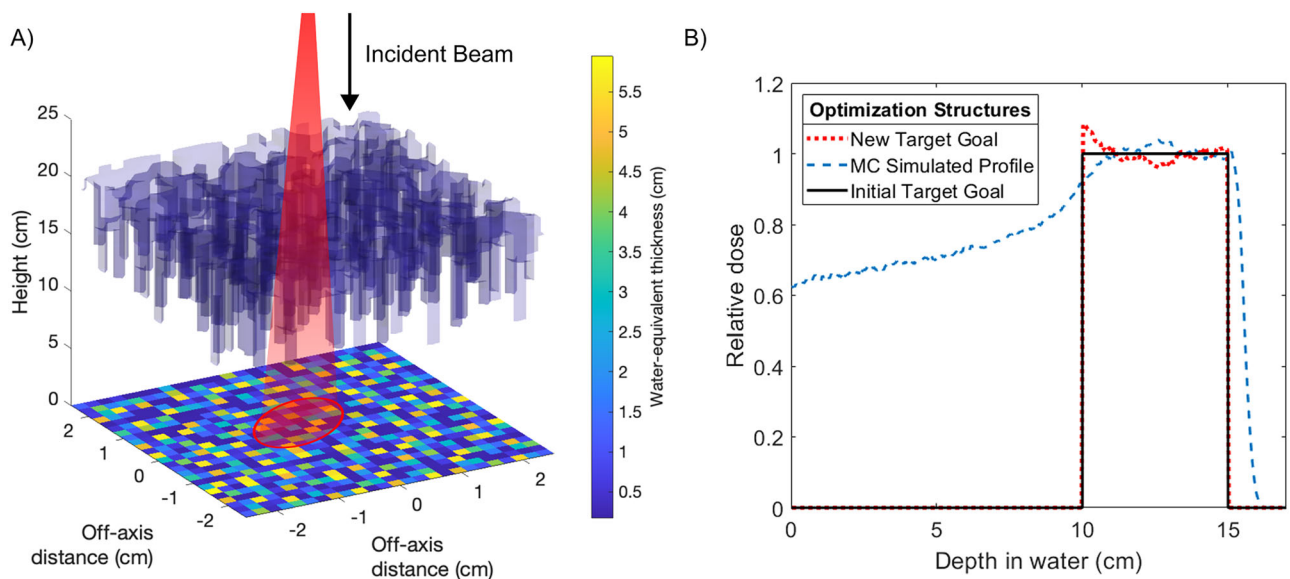 A)
Incident Beam
Height (cm)
25
20
15
10
5
0
2
1
0
-1
-2
Off-axis
distance (cm)
-2
-1
0
1
2
Off-axis
distance (cm)
5.5
5
4.5
4
3.5
3
2.5
2
1.5
1
0.5
Water-equivalent thickness (cm)
B)
Optimization Structures
New Target Goal
MC Simulated Profile
Initial Target Goal
Relative dose
1.2
1
0.8
0.6
0.4
0.2
0
0
5
10
15
Depth in water (cm)